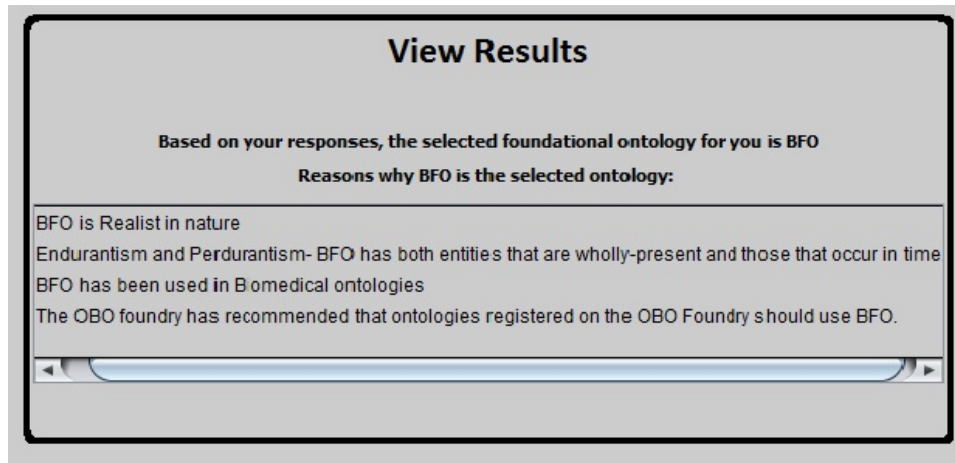 View Results
Based on your responses, the selected foundational ontology for you is BFO
Reasons why BFO is the selected ontology:
BFO is Realist in nature
Endurantism and Perdurantism- BFO has both entities that are wholly-present and those that occur in time
BFO has been used in Biomedical ontologies
The OBO foundry has recommended that ontologies registered on the OBO Foundry should use BFO.